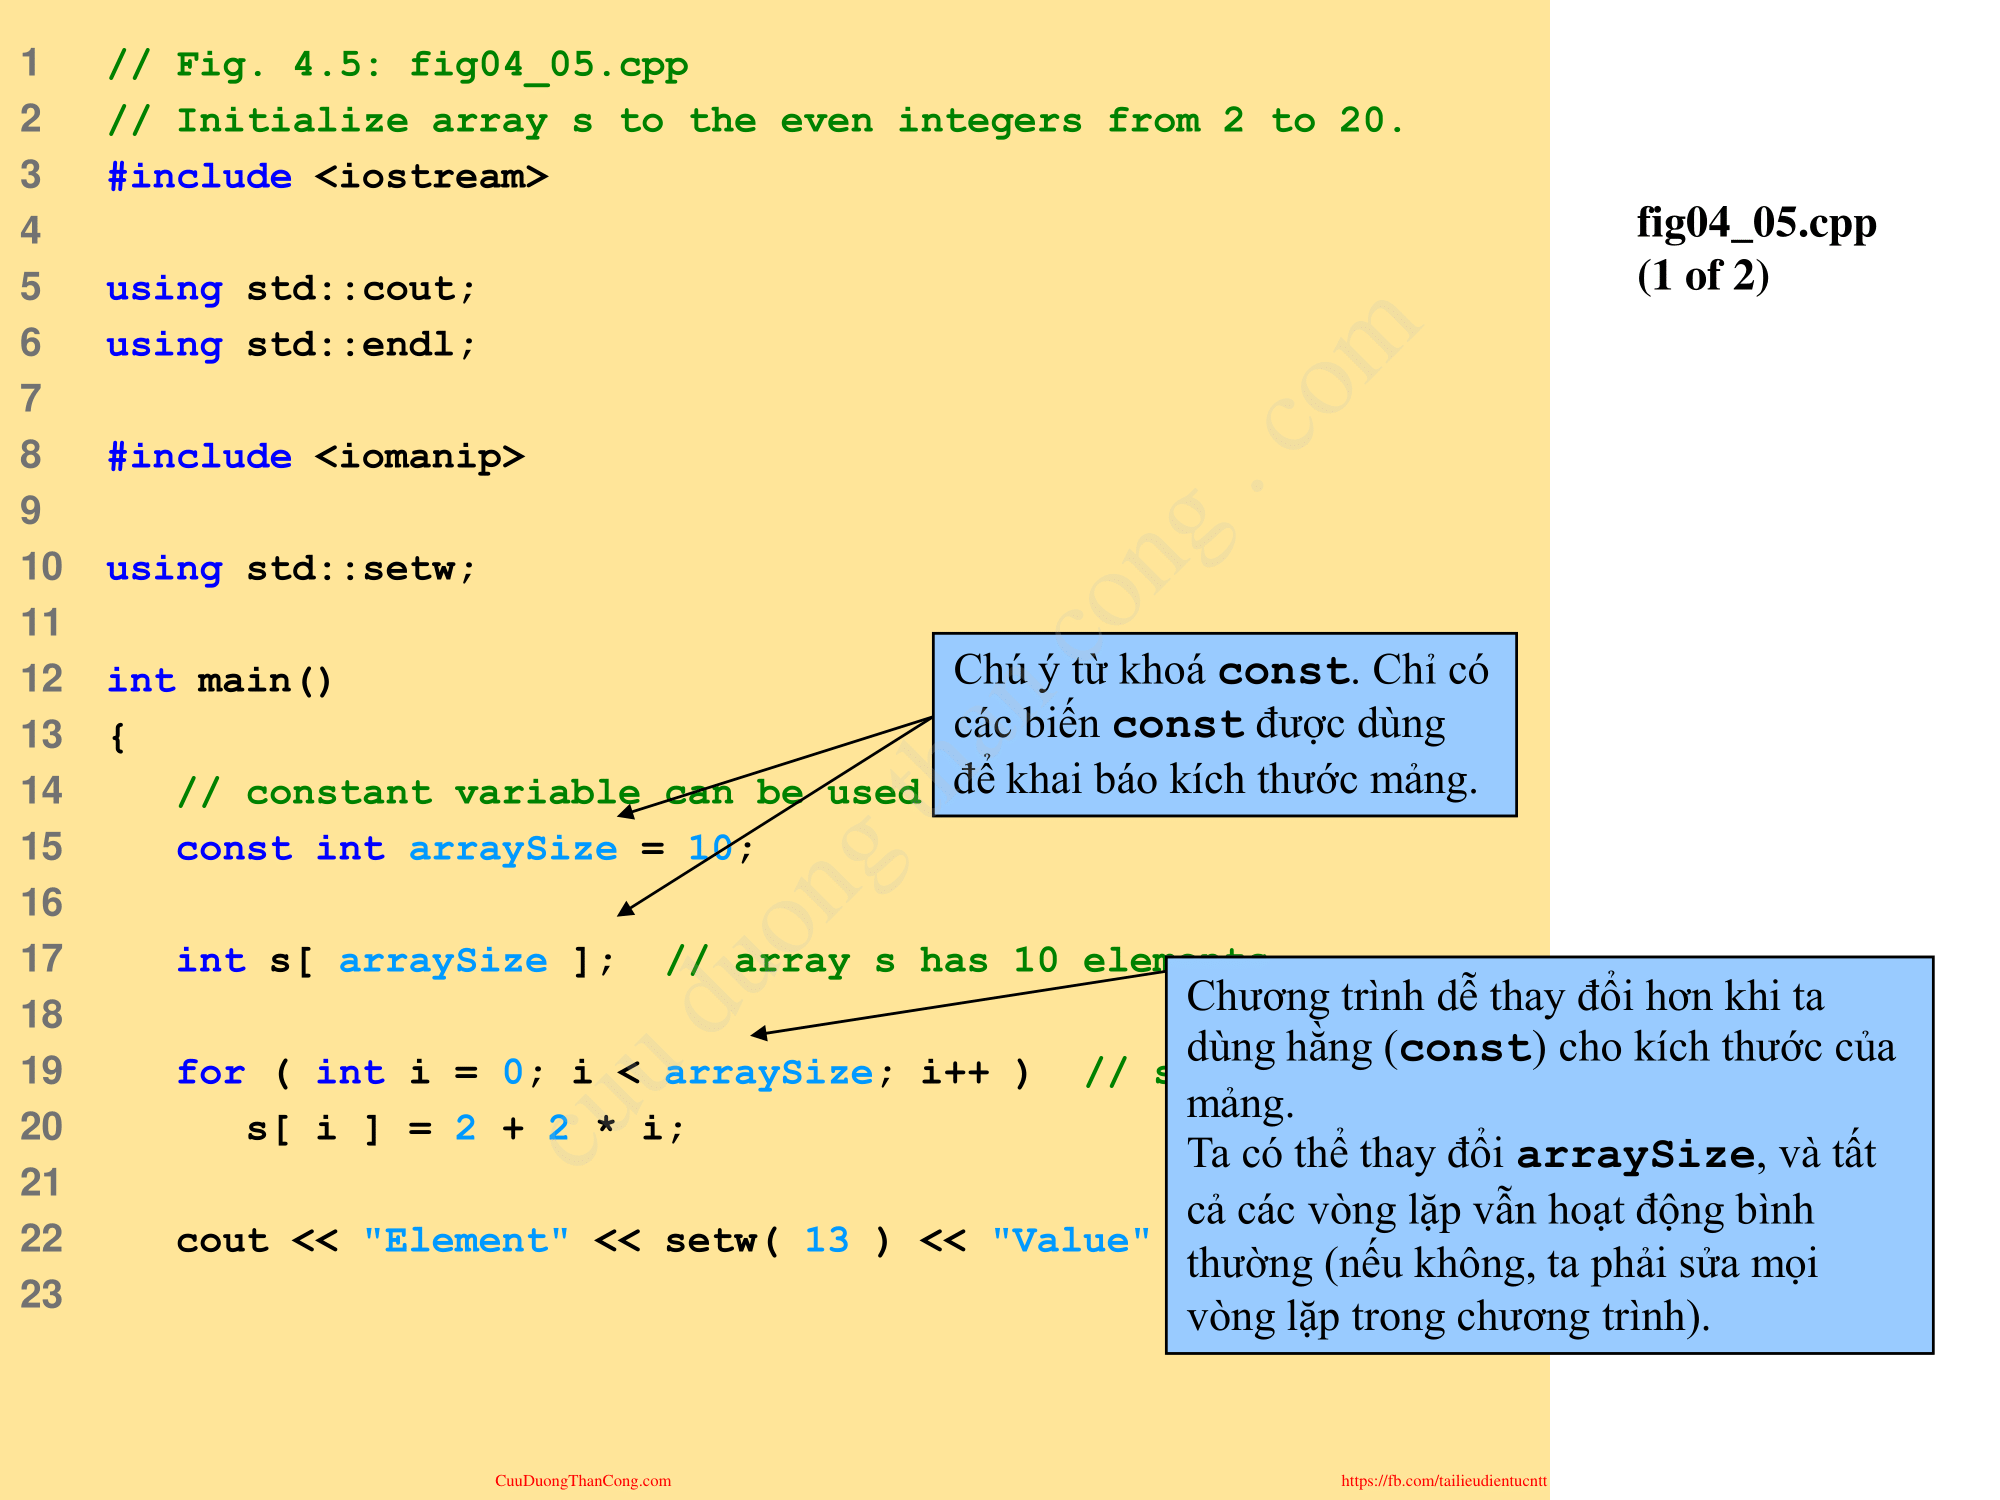 1 // Fig. 4.5: fig04_05.cpp
2 // Initialize array s to the even integers from 2 to 20.
3 #include <iostream>
4
5 using std::cout;
6 using std::endl;
7
8 #include <iomanip>
9
10 using std::setw;
11
12 int main()
13 {
14 // constant variable can be used
15 const int arraySize = 10;
16
17 int s[ arraySize ]; // array s has 10 elements
18
19 for ( int i = 0; i < arraySize; i++ ) // s
20 s[ i ] = 2 + 2 * i;
21
22 cout << "Element" << setw( 13 ) << "Value"
23
fig04_05.cpp
(1 of 2)
Chú ý từ khoá const. Chỉ có
các biến const được dùng
để khai báo kích thước mảng.
Chương trình dễ thay đổi hơn khi ta
dùng hằng (const) cho kích thước của
mảng.
Ta có thể thay đổi arraySize, và tất
cả các vòng lặp vẫn hoạt động bình
thường (nếu không, ta phải sửa mọi
vòng lặp trong chương trình).
cuu duong than cong . com
CuuDuongThanCong.com
https://fb.com/tailieudientucntt